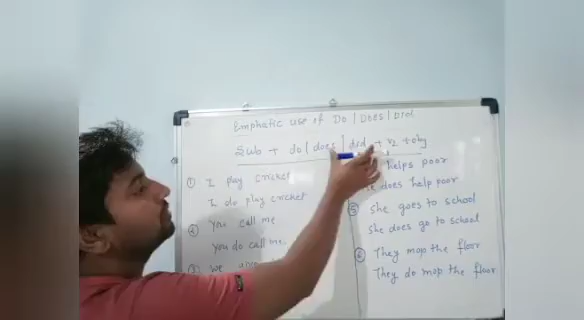 Emphatic use of Do / Does / Did
Sub + do / does / did + v1 + obj
① I play cricket
I do play cricket
② You call me
You do call me.
③ We
helps poor
He does help poor
⑤ She goes to school
She does go to school
⑥ They mop the floor
They do mop the floor